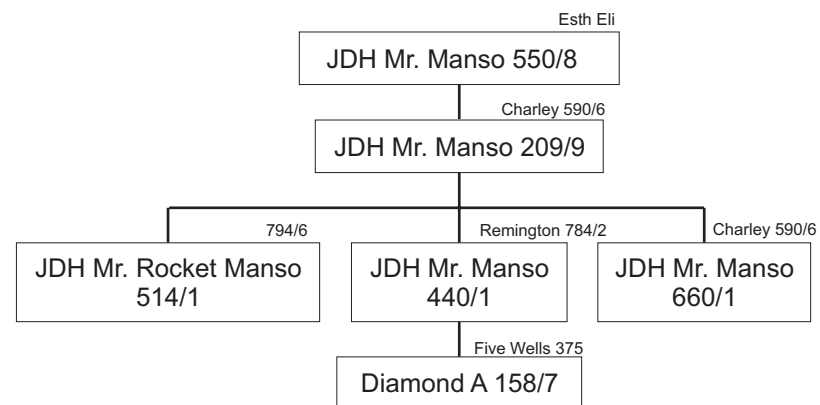 Esth Eli
JDH Mr. Manso 550/8
Charley 590/6
JDH Mr. Manso 209/9
794/6
Remington 784/2
Charley 590/6
JDH Mr. Rocket Manso
514/1
JDH Mr. Manso
440/1
JDH Mr. Manso
660/1
Five Wells 375
Diamond A 158/7